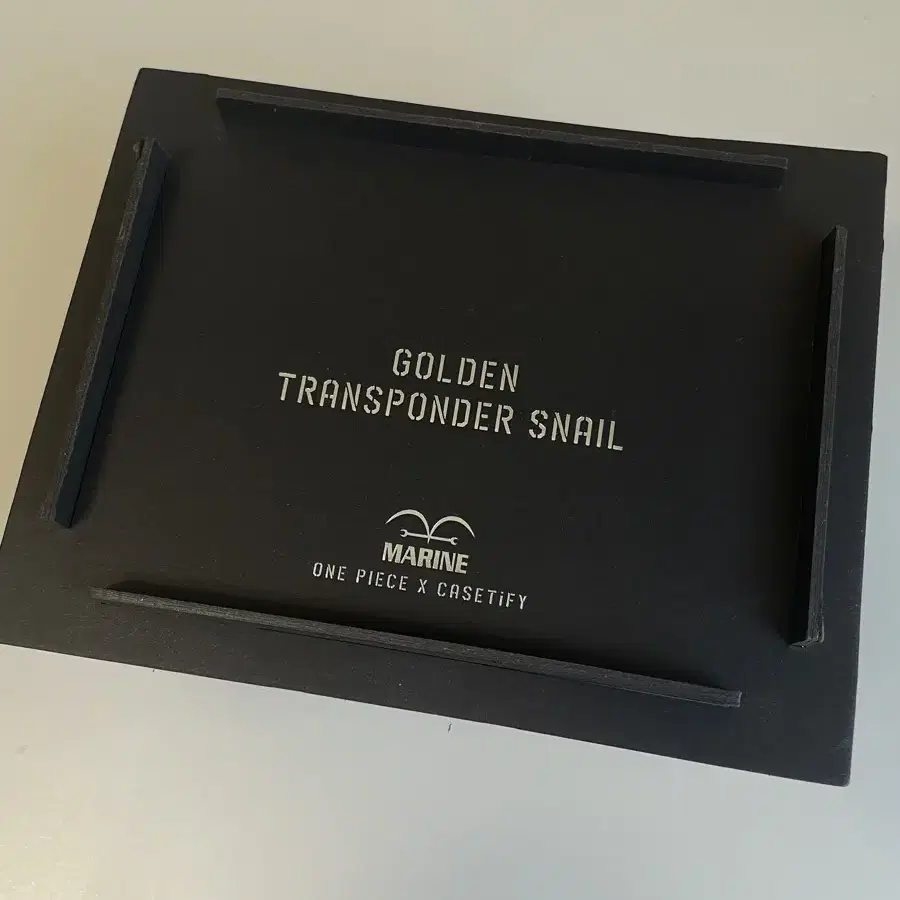 GOLDEN
TRANSPONDER SNAIL
MARINE
ONE PIECE X CASETiFY